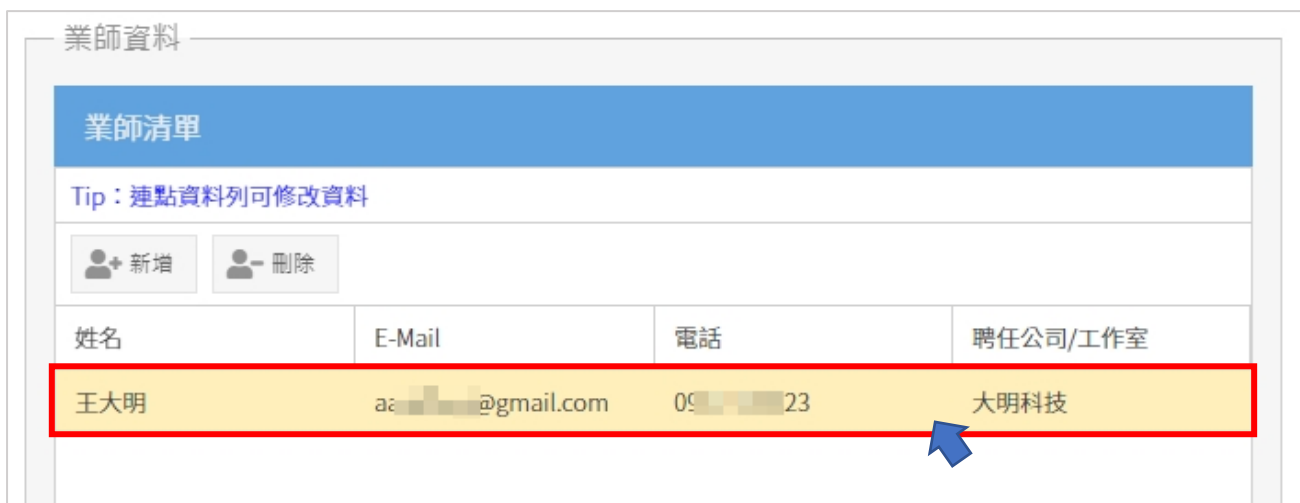 業師資料
業師清單
Tip：連點資料列可修改資料
新增 刪除
姓名 E-Mail 電話 聘任公司/工作室
王大明 @gmail.com 23 大明科技